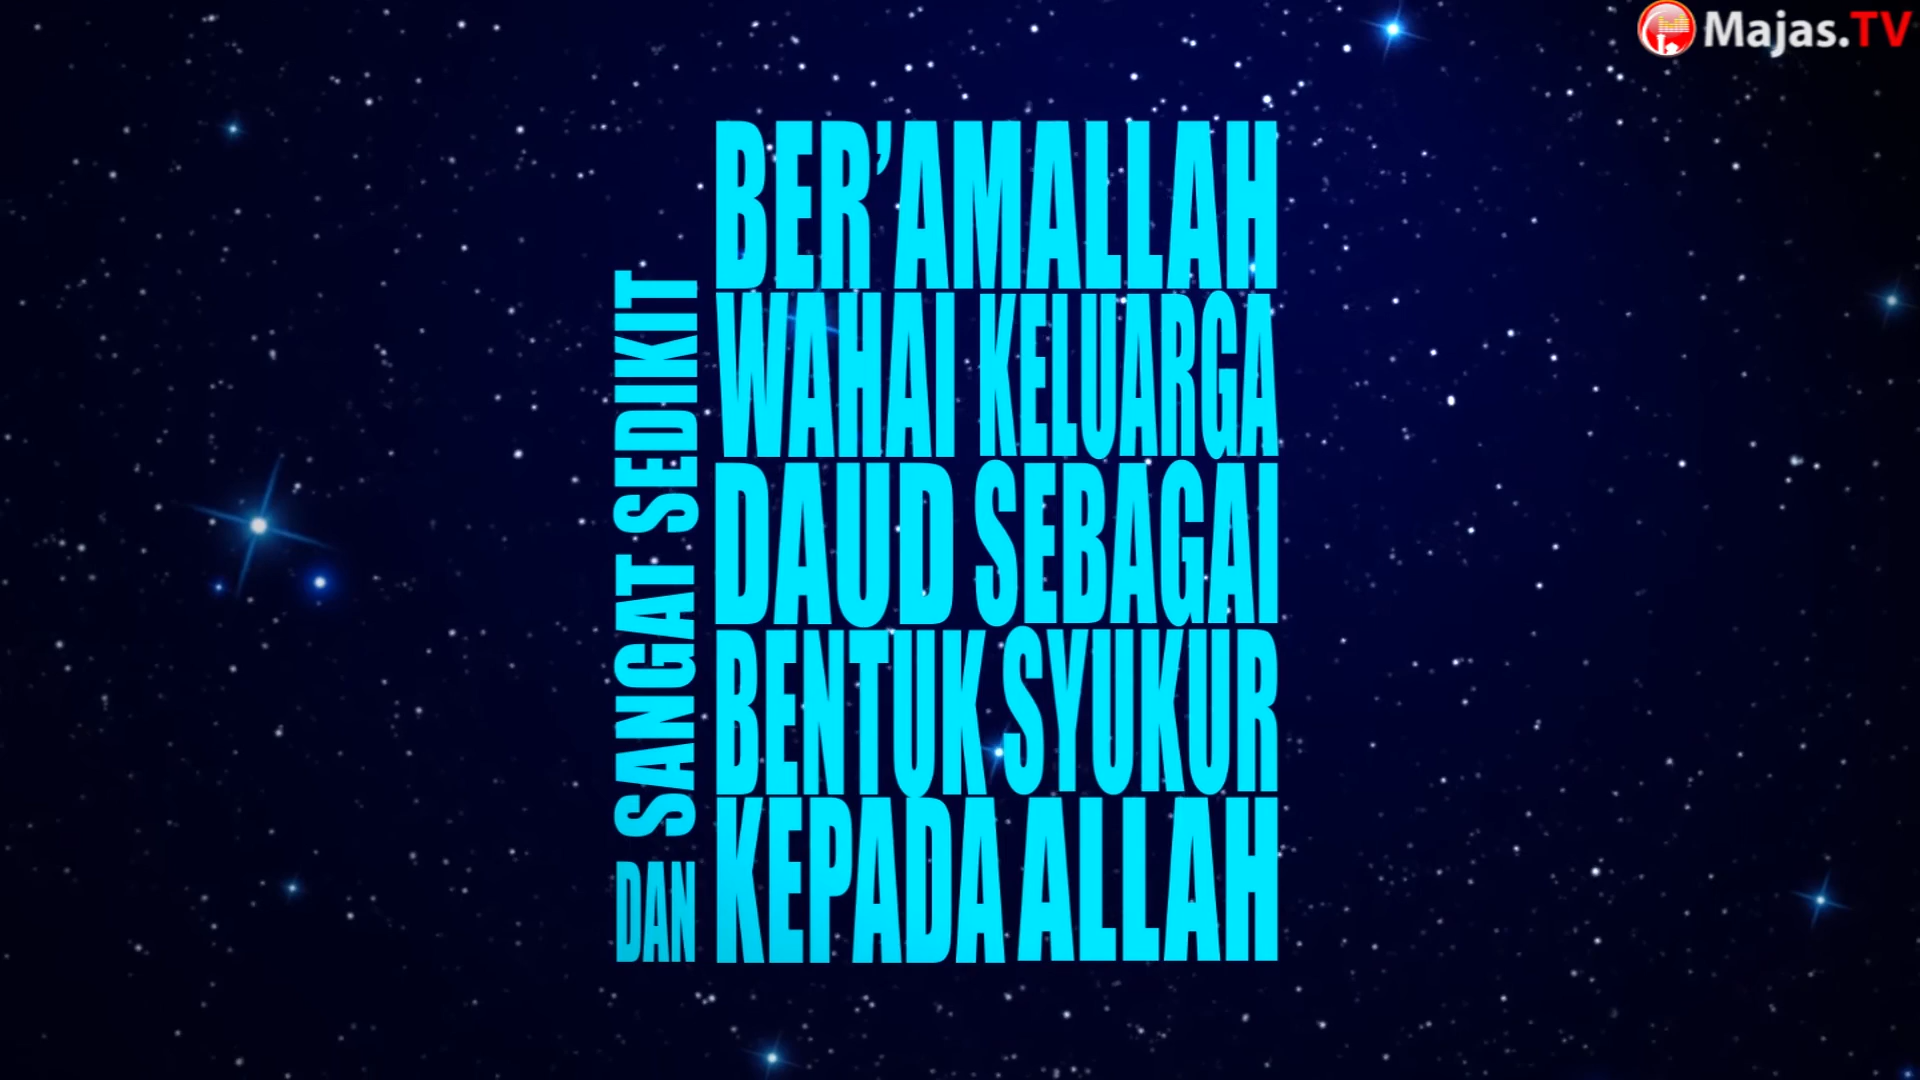 Majas.TV
BER'AMALLAH
WAHAI KELUARGA
DAUD SEBAGAI
BENTUK SYUKUR
KEPADA ALLAH
DAN SANGAT SEDIKIT